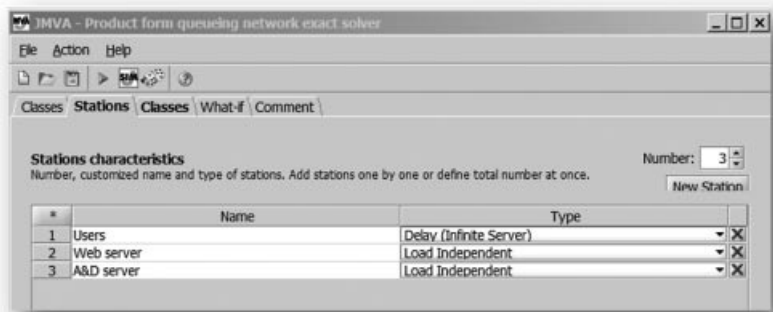 JMVA - Product form queueing network exact solver
File Action Help
Classes Stations Classes What-if Comment
Stations characteristics
Number: 3
Number, customized name and type of stations. Add stations one by one or define total number at once.
New Station
* Name Type
1 Users Delay (Infinite Server)
2 Web server Load Independent
3 A&D server Load Independent